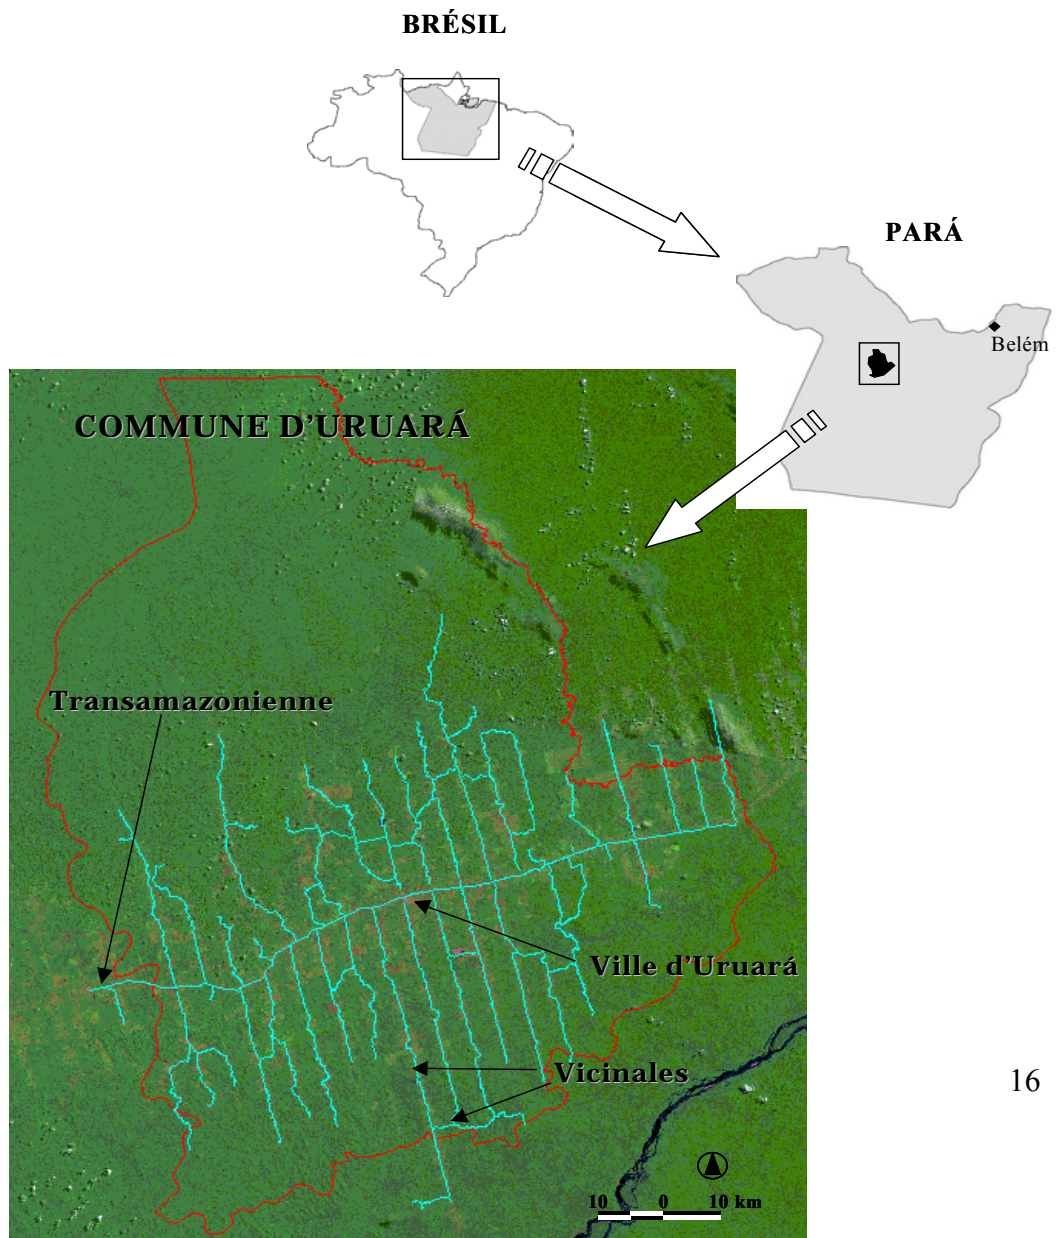 BRÉSIL
PARÁ
Belém
COMMUNE D'URUARÁ
Transamazonienne
Ville d'Uruará
Vicinales
16
10 0 10 km